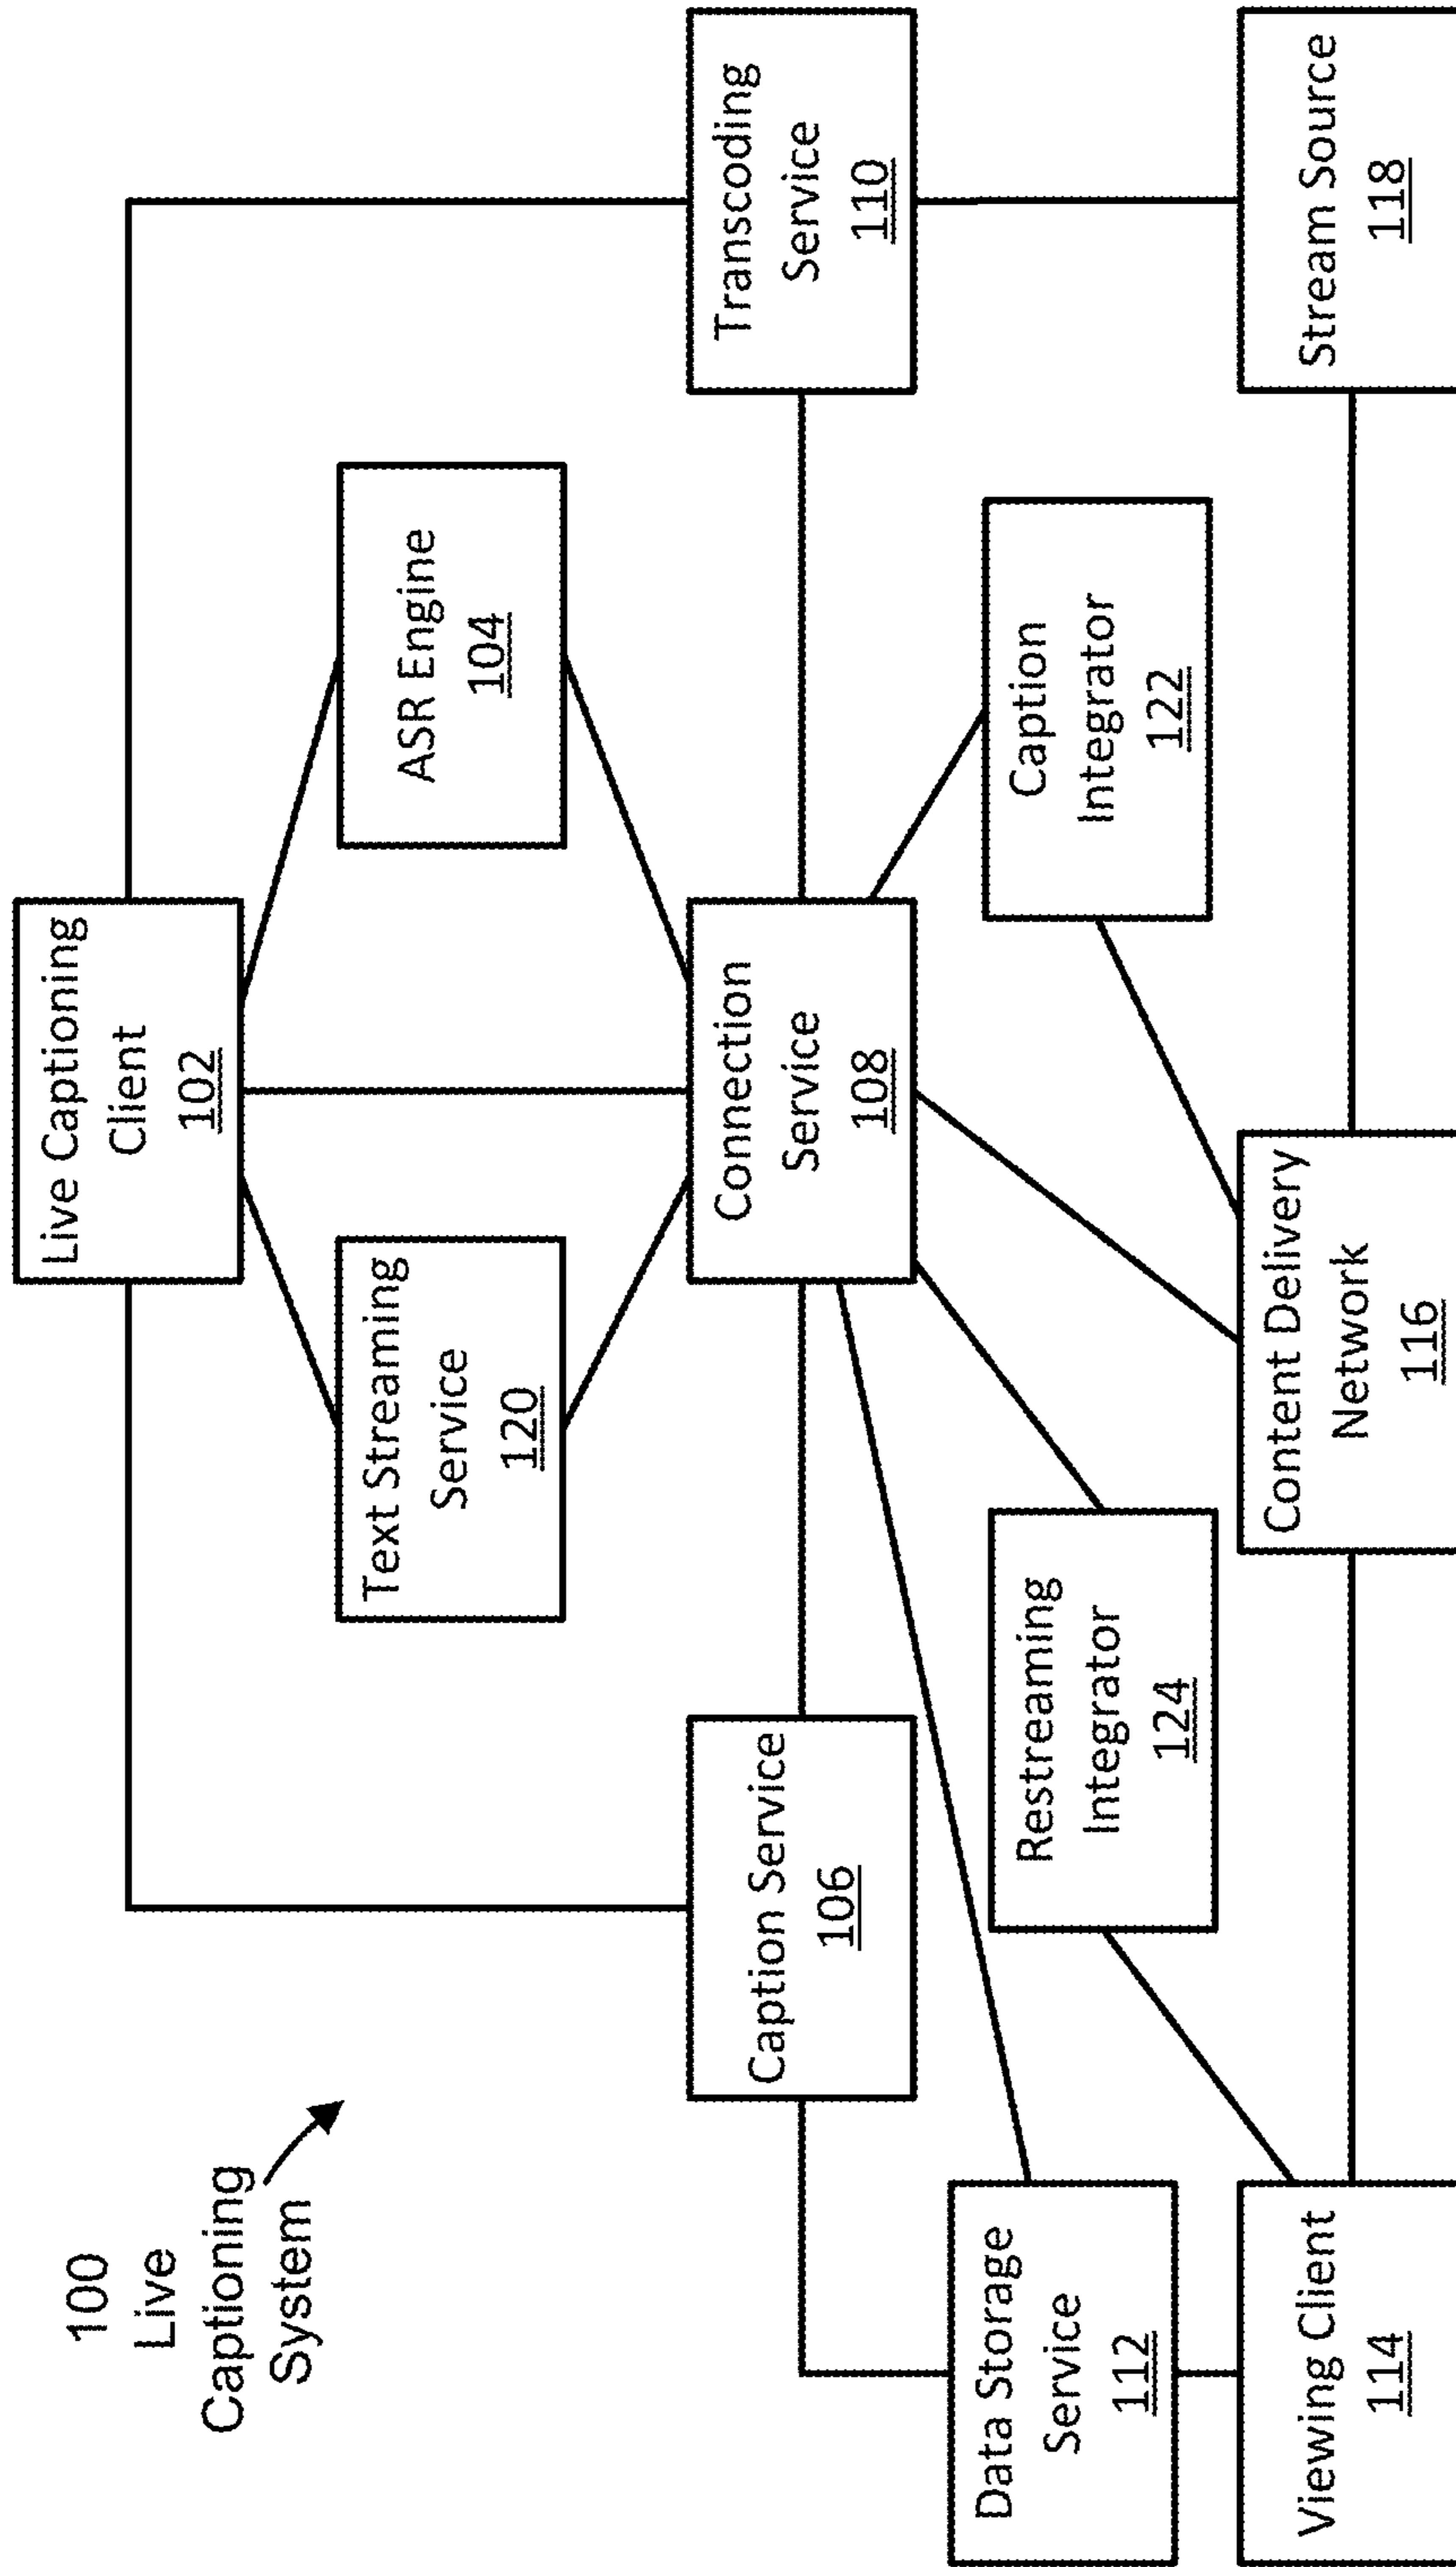 100
Live
Captioning
System
Live Captioning
Client
102
Text Streaming
Service
120
ASR Engine
104
Caption Service
106
Connection
Service
108
Transcoding
Service
110
Data Storage
Service
112
Restreaming
Integrator
124
Caption
Integrator
122
Viewing Client
114
Content Delivery
Network
116
Stream Source
118